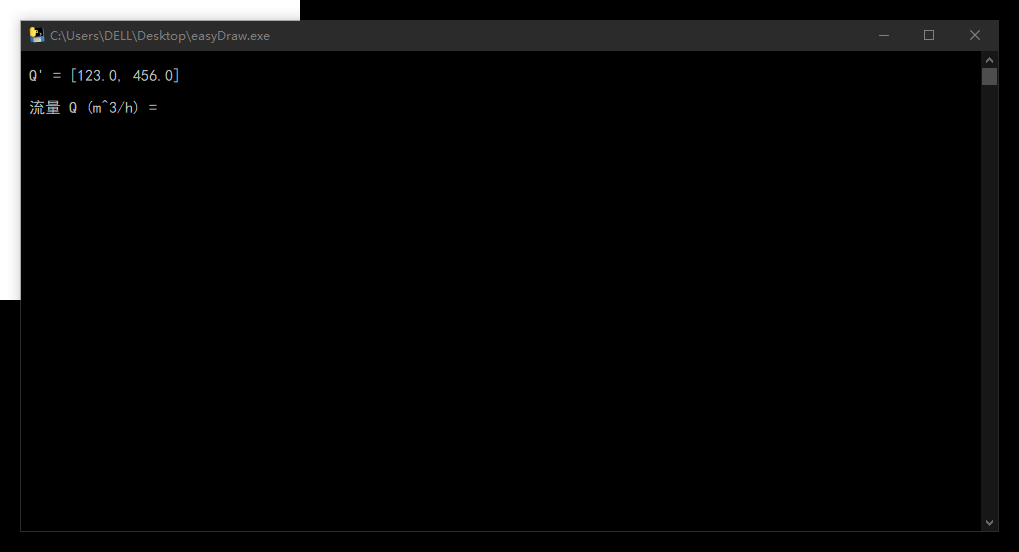 C:\Users\DELL\Desktop\easyDraw.exe
Q' = [123.0, 456.0]
流量 Q (m^3/h) =